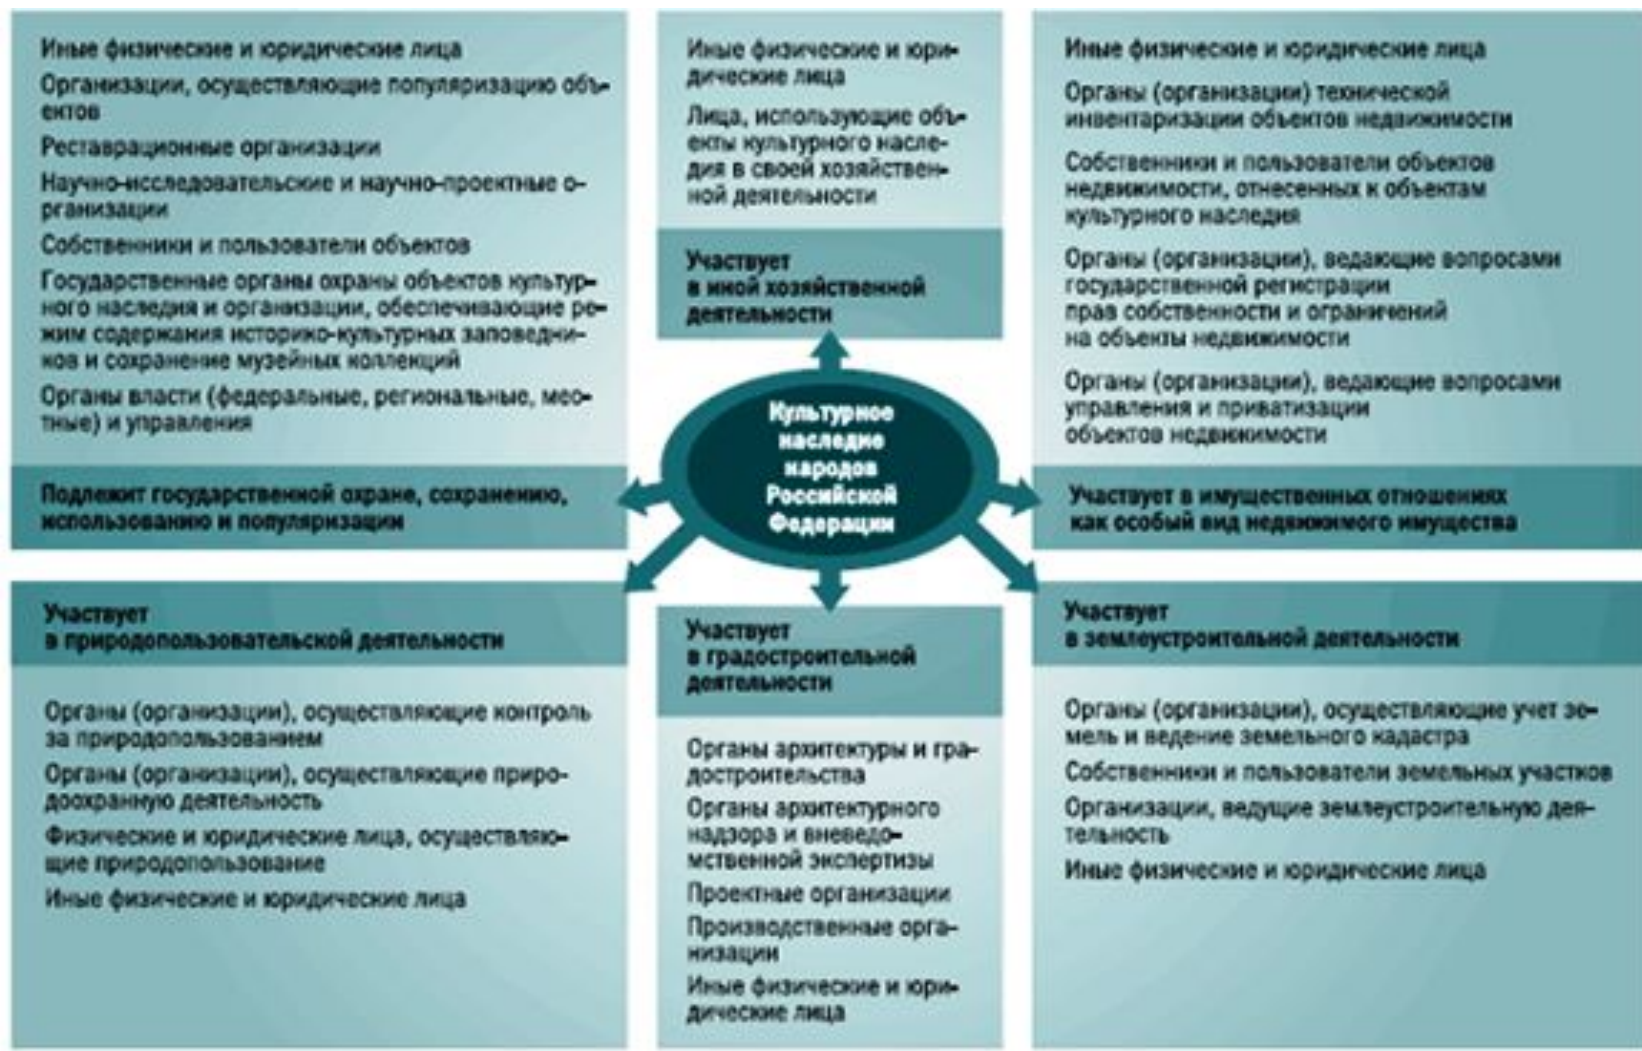 Иные физические и юридические лица
Организации, осуществляющие популяризацию объ-
ектов
Реставрационные организации
Научно-исследовательские и научно-проектные о-
рганизации
Собственники и пользователи объектов
Государственные органы охраны объектов культур-
ного наследия и организации, обеспечивающие ре-
жим содержания историко-культурных заповедни-
ков и сохранение музейных коллекций
Органы власти (федеральные, региональные, мес-
тные) и управления
Подлежит государственной охране, сохранению,
использованию и популяризации
Иные физические и юри-
дические лица
Лица, использующие объ-
екты культурного насле-
дия в своей хозяйствен-
ной деятельности
Участвует
в иной хозяйственной
деятельности
Иные физические и юридические лица
Органы (организации) технической
инвентаризации объектов недвижимости
Собственники и пользователи объектов
недвижимости, отнесенных к объектам
культурного наследия
Органы (организации), ведающие вопросами
государственной регистрации
прав собственности и ограничений
на объекты недвижимости
Органы (организации), ведающие вопросами
управления и приватизации
объектов недвижимости
Участвует в имущественных отношениях
как особый вид недвижимого имущества
Культурное
наследие
народов
Российской
Федерации
Участвует
в природопользовательской деятельности
Органы (организации), осуществляющие контроль
за природопользованием
Органы (организации), осуществляющие приро-
доохранную деятельность
Физические и юридические лица, осуществляю-
щие природопользование
Иные физические и юридические лица
Участвует
в градостроительной
деятельности
Органы архитектуры и гра-
достроительства
Органы архитектурного
надзора и вневедо-
мственной экспертизы
Проектные организации
Производственные орга-
низации
Иные физические и юри-
дические лица
Участвует
в землеустроительной деятельности
Органы (организации), осуществляющие учет зе-
мель и ведение земельного кадастра
Собственники и пользователи земельных участков
Организации, ведущие землеустроительную дея-
тельность
Иные физические и юридические лица